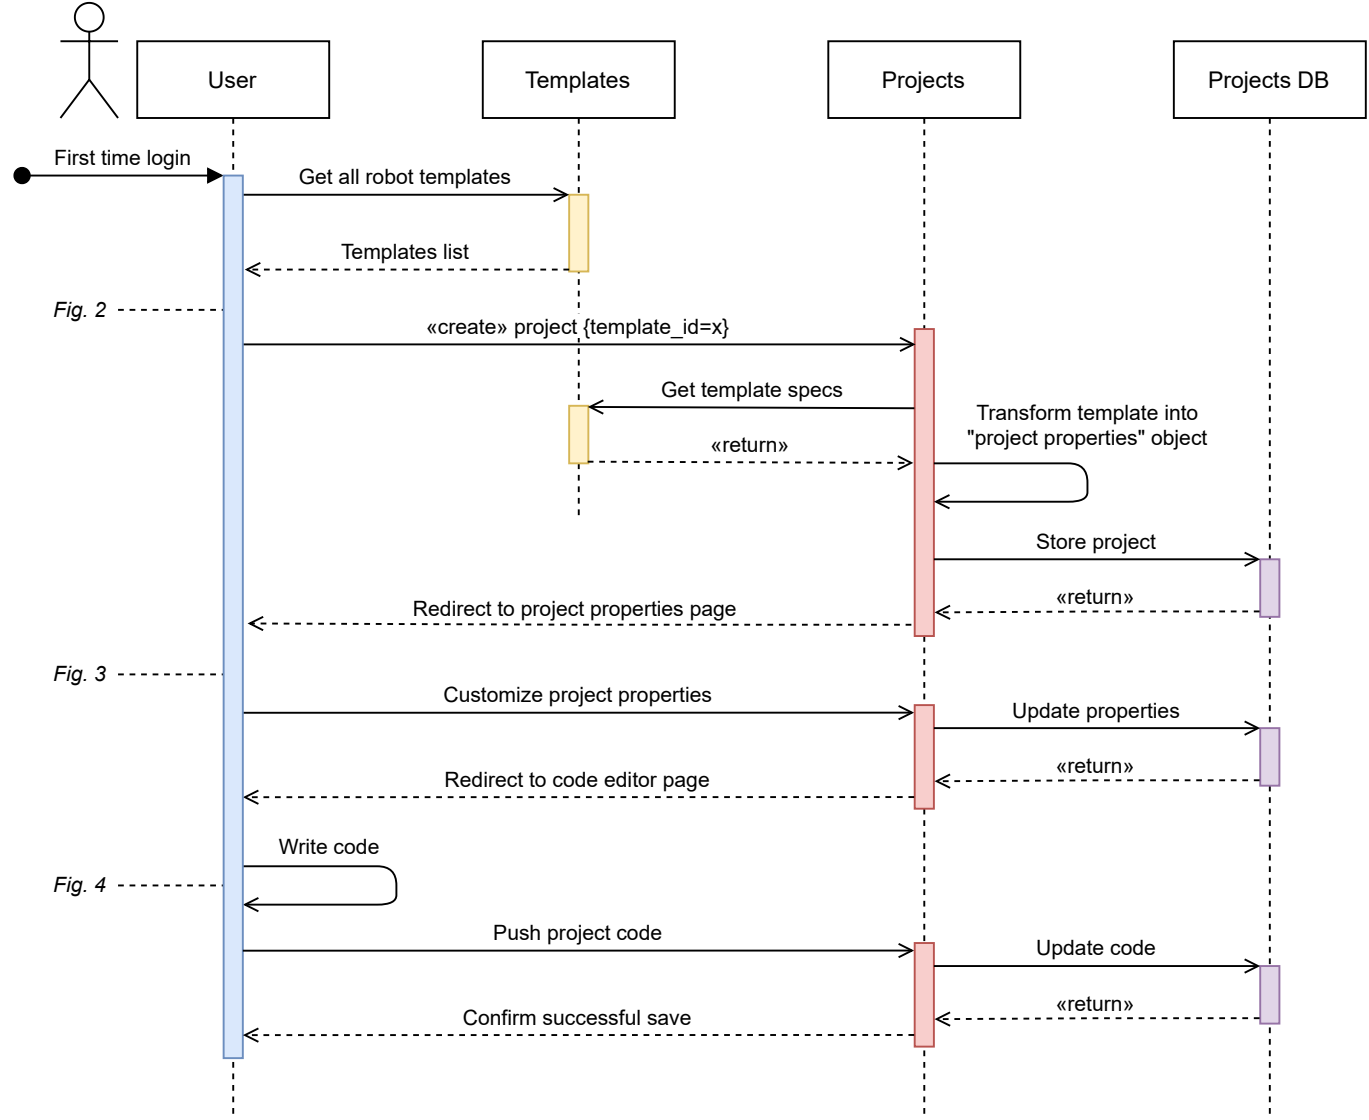 User
Templates
Projects
Projects DB
First time login
Get all robot templates
Templates list
Fig. 2
«create» project {template_id=x}
Get template specs
Transform template into
"project properties" object
«return»
Store project
«return»
Redirect to project properties page
Fig. 3
Customize project properties
Update properties
«return»
Redirect to code editor page
Write code
Fig. 4
Push project code
Update code
«return»
Confirm successful save